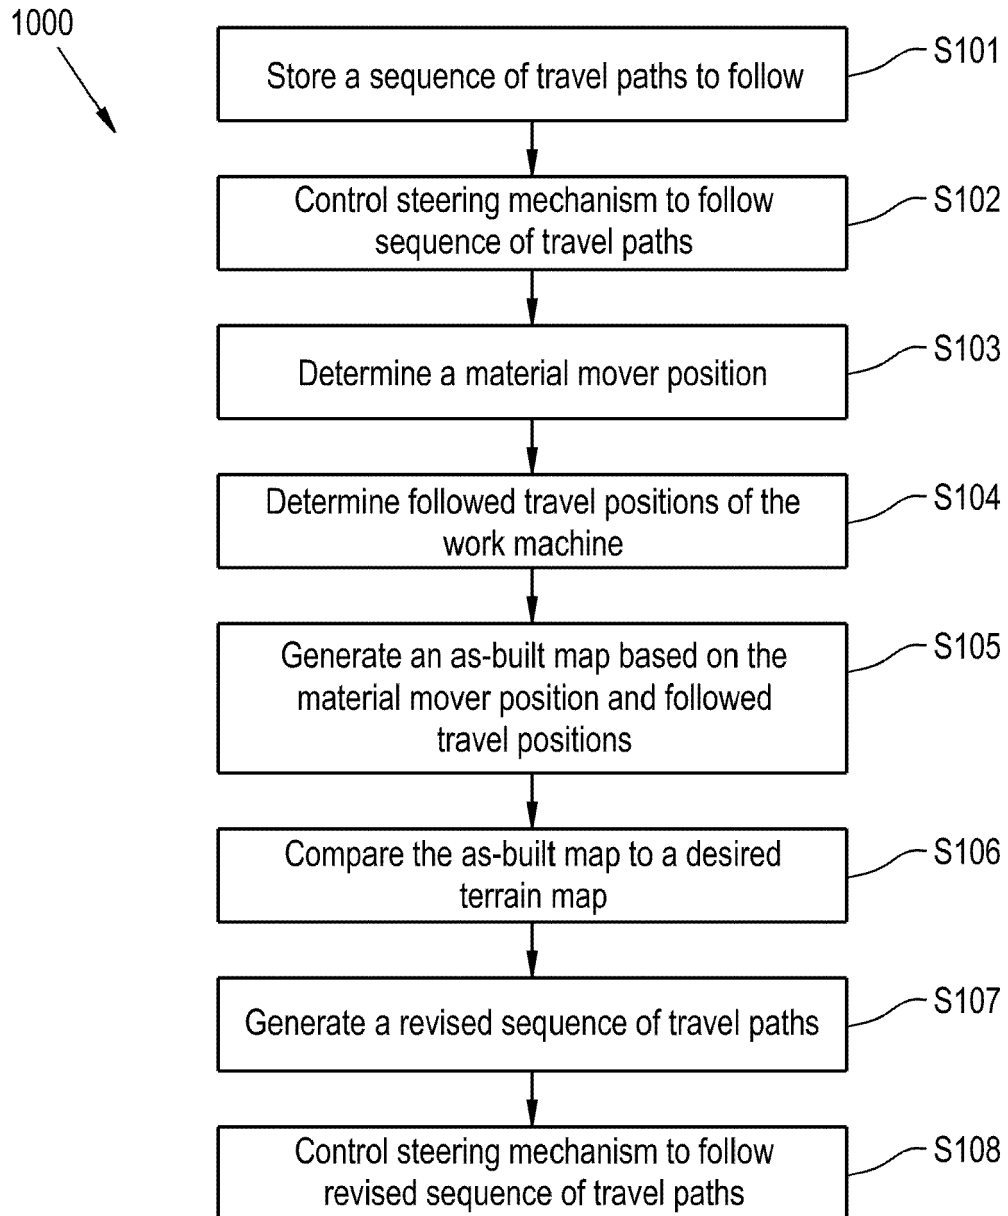 1000
Store a sequence of travel paths to follow
S101
Control steering mechanism to follow
sequence of travel paths
S102
Determine a material mover position
S103
Determine followed travel positions of the
work machine
S104
Generate an as-built map based on the
material mover position and followed
travel positions
S105
Compare the as-built map to a desired
terrain map
S106
Generate a revised sequence of travel paths
S107
Control steering mechanism to follow
revised sequence of travel paths
S108